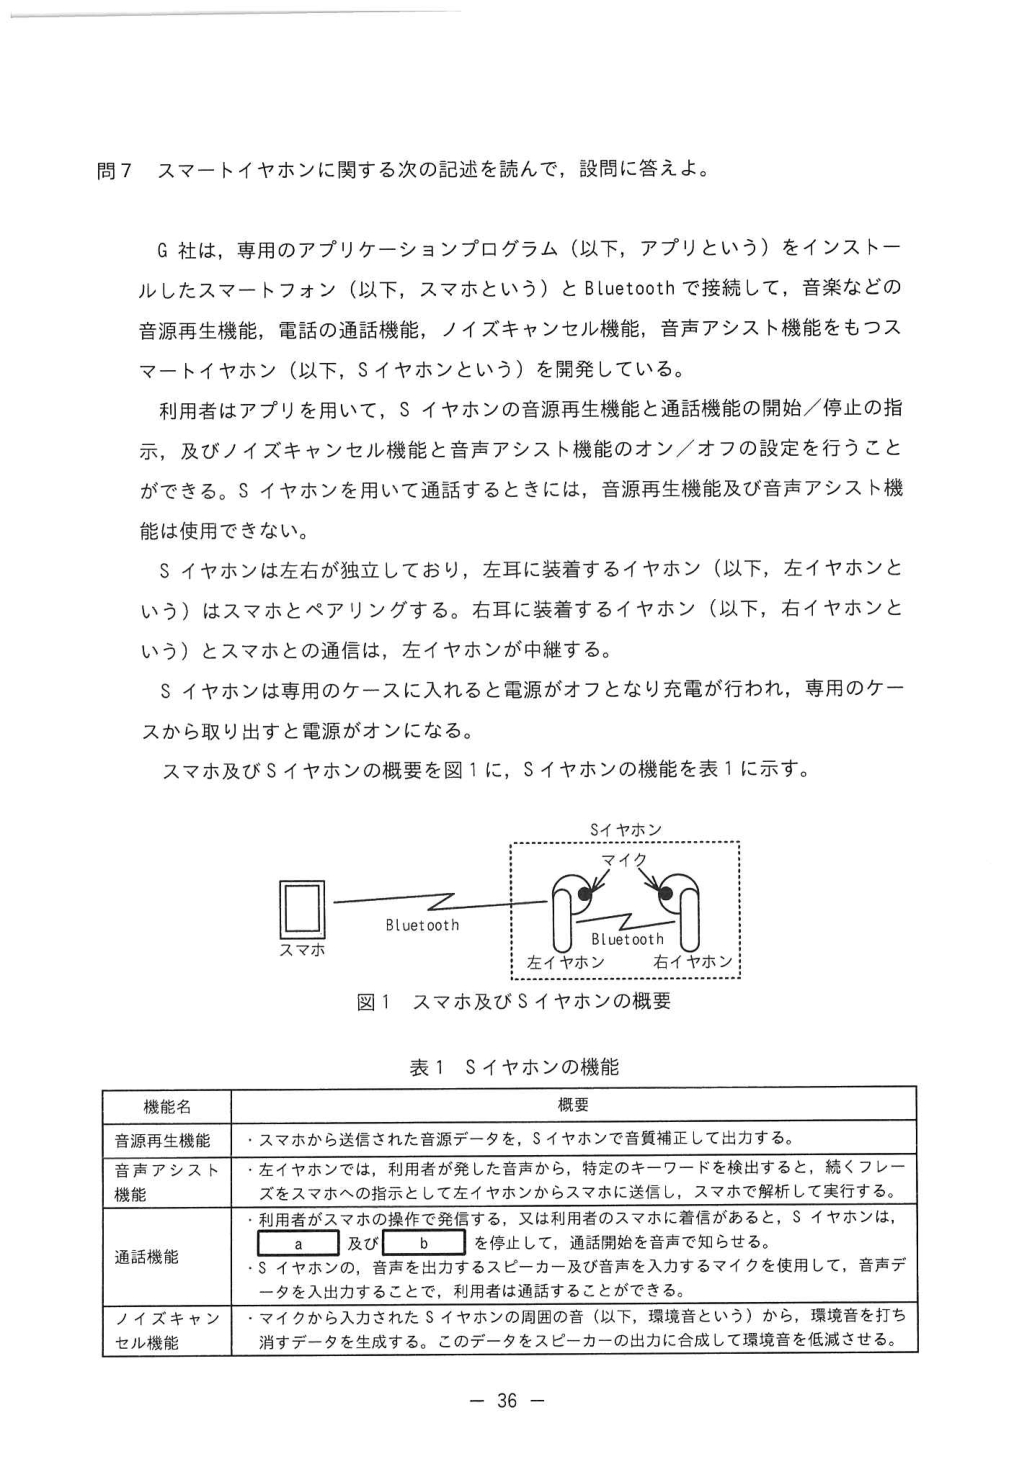 問7　スマートイヤホンに関する次の記述を読んで，設問に答えよ。
G 社は，専用のアプリケーションプログラム（以下，アプリという）をインストー
ルしたスマートフォン（以下，スマホという）と Bluetooth で接続して，音楽などの
音源再生機能，電話の通話機能，ノイズキャンセル機能，音声アシスト機能をもつス
マートイヤホン（以下，S イヤホンという）を開発している。
利用者はアプリを用いて，S イヤホンの音源再生機能と通話機能の開始／停止の指
示，及びノイズキャンセル機能と音声アシスト機能のオン／オフの設定を行うこと
ができる。S イヤホンを用いて通話するときには，音源再生機能及び音声アシスト機
能は使用できない。
S イヤホンは左右が独立しており，左耳に装着するイヤホン（以下，左イヤホンと
いう）はスマホとペアリングする。右耳に装着するイヤホン（以下，右イヤホンと
いう）とスマホとの通信は，左イヤホンが中継する。
S イヤホンは専用のケースに入れると電源がオフとなり充電が行われ，専用のケー
スから取り出すと電源がオンになる。
スマホ及び S イヤホンの概要を図 1 に，S イヤホンの機能を表 1 に示す。
Sイヤホン
マイク
Bluetooth
Bluetooth
スマホ
左イヤホン　右イヤホン
図 1　スマホ及び S イヤホンの概要
表 1　S イヤホンの機能
機能名　概要
音源再生機能　・スマホから送信された音源データを，S イヤホンで音質補正して出力する。
音声アシスト　・左イヤホンでは，利用者が発した音声から，特定のキーワードを検出すると，続くフレー
機能　ズをスマホへの指示として左イヤホンからスマホに送信し，スマホで解析して実行する。
・利用者がスマホの操作で発信する，又は利用者のスマホに着信があると，S イヤホンは，
a 及び b を停止して，通話開始を音声で知らせる。
通話機能　・S イヤホンの，音声を出力するスピーカー及び音声を入力するマイクを使用して，音声デ
ータを入出力することで，利用者は通話することができる。
ノイズキャン　・マイクから入力された S イヤホンの周囲の音（以下，環境音という）から，環境音を打ち
セル機能　消すデータを生成する。このデータをスピーカーの出力に合成して環境音を低減させる。
－ 36 －